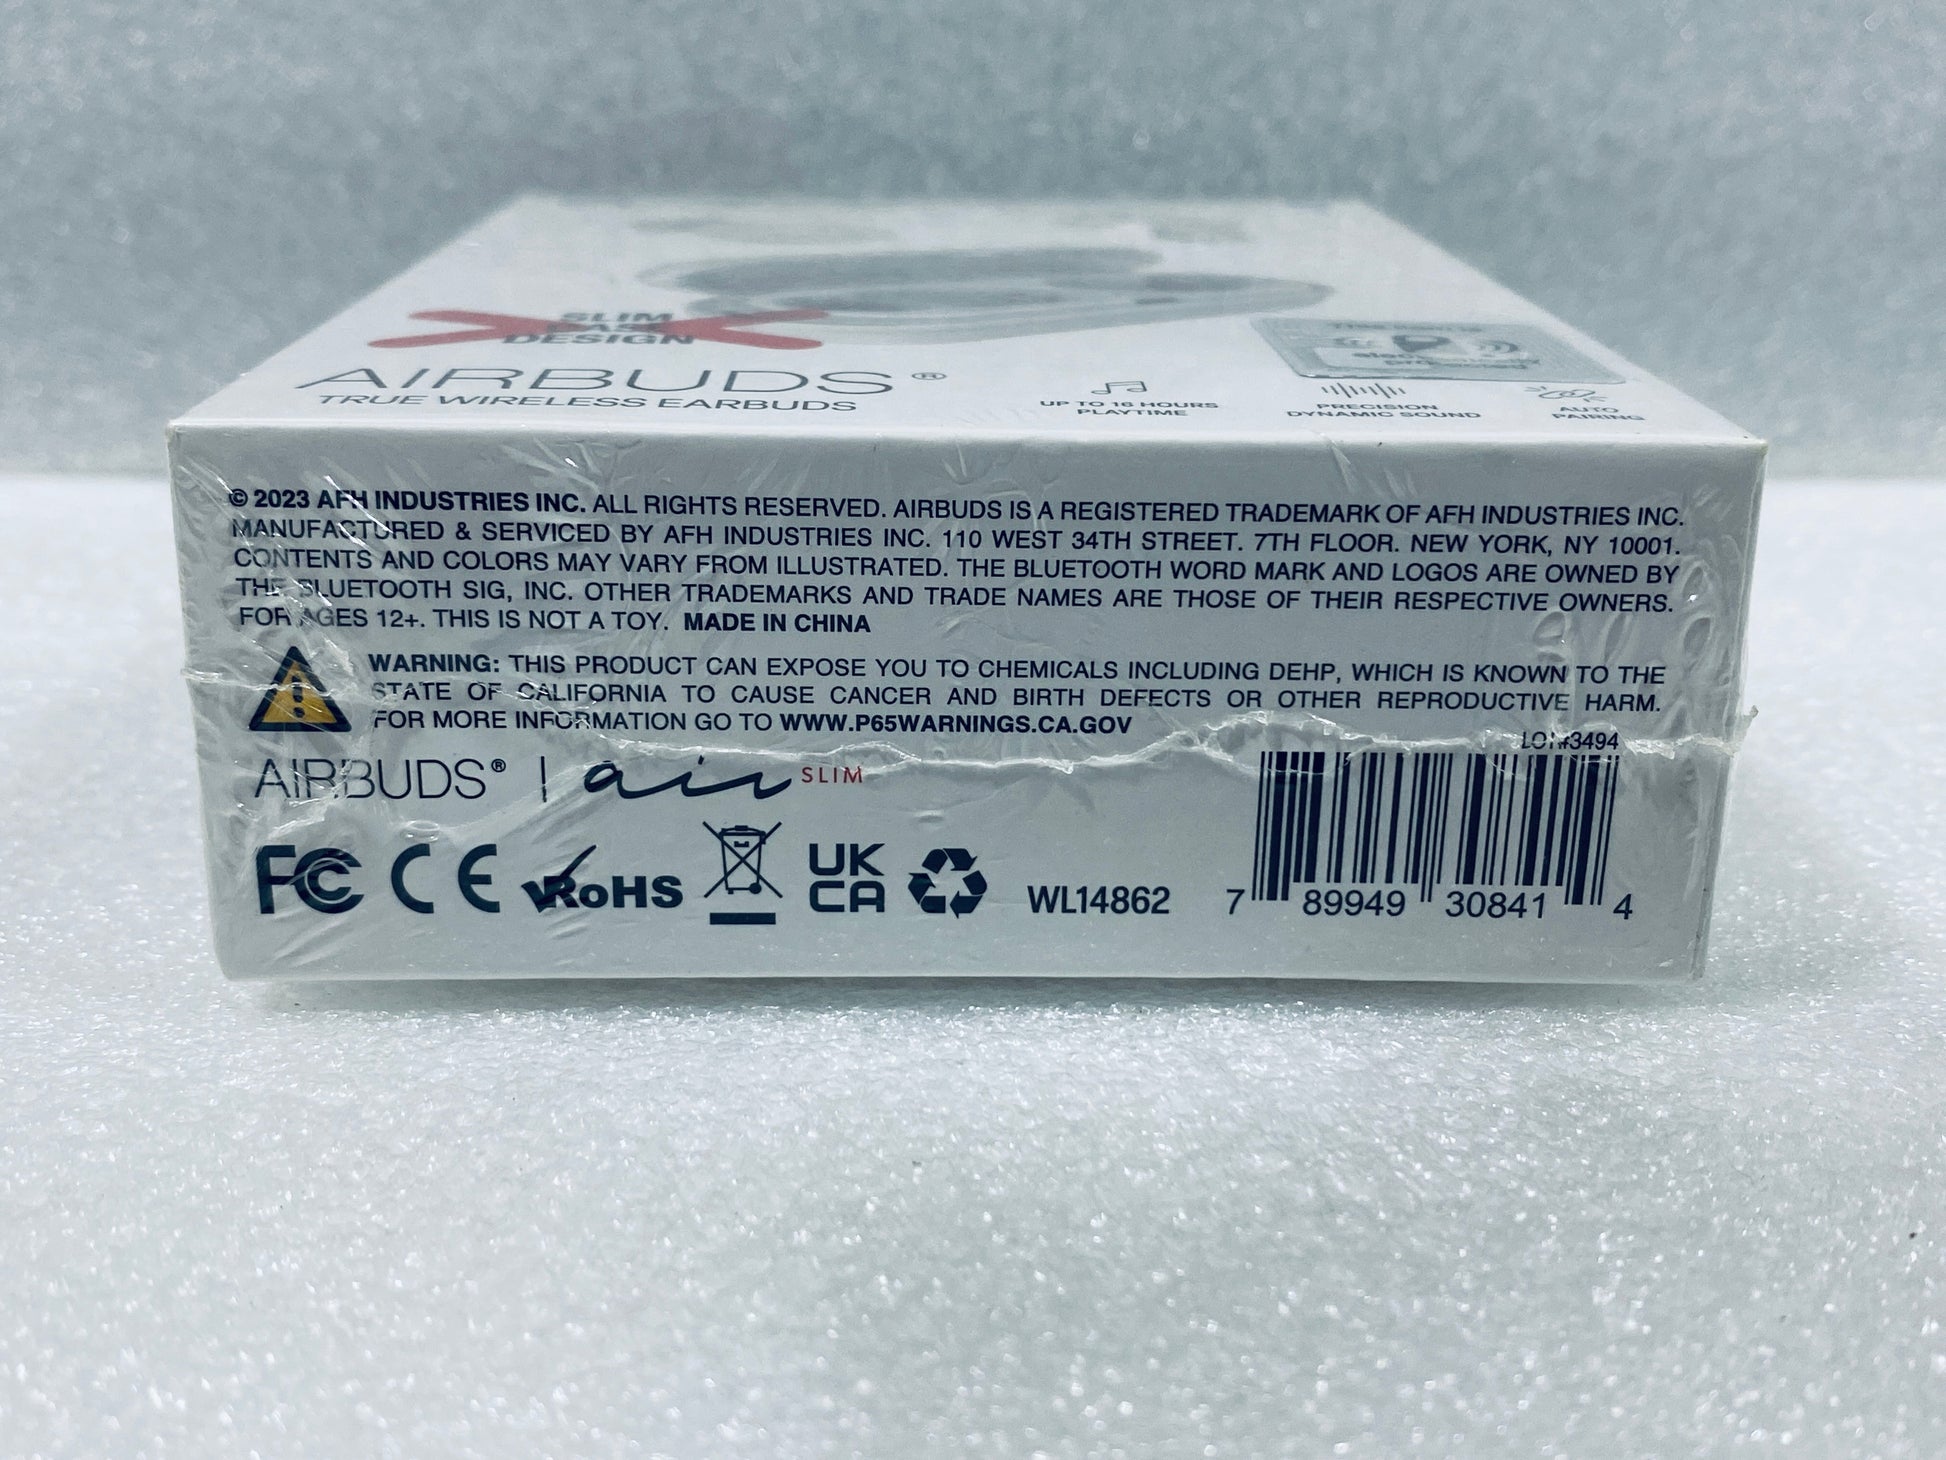 SLIM
CASE
DESIGN
AIRBUDS®
TRUE WIRELESS EARBUDS
UP TO 16 HOURS
PLAYTIME
PRECISION
DYNAMIC SOUND
AUTO
PAIRING
This item is
protected
© 2023 AFH INDUSTRIES INC. ALL RIGHTS RESERVED. AIRBUDS IS A REGISTERED TRADEMARK OF AFH INDUSTRIES INC.
MANUFACTURED & SERVICED BY AFH INDUSTRIES INC. 110 WEST 34TH STREET. 7TH FLOOR. NEW YORK, NY 10001.
CONTENTS AND COLORS MAY VARY FROM ILLUSTRATED. THE BLUETOOTH WORD MARK AND LOGOS ARE OWNED BY
THE BLUETOOTH SIG, INC. OTHER TRADEMARKS AND TRADE NAMES ARE THOSE OF THEIR RESPECTIVE OWNERS.
FOR AGES 12+. THIS IS NOT A TOY. MADE IN CHINA
WARNING: THIS PRODUCT CAN EXPOSE YOU TO CHEMICALS INCLUDING DEHP, WHICH IS KNOWN TO THE
STATE OF CALIFORNIA TO CAUSE CANCER AND BIRTH DEFECTS OR OTHER REPRODUCTIVE HARM.
FOR MORE INFORMATION GO TO WWW.P65WARNINGS.CA.GOV
LOT#3494
AIRBUDS® | air SLIM
FC CE RoHS UK
CA
WL14862
7 89949 30841 4